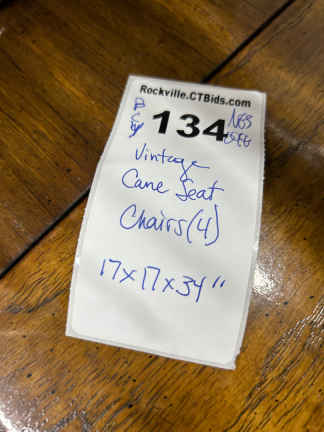 Rockville.CTBids.com
134
Vintage
Cane Seat
Chairs(4)
17x17x34"